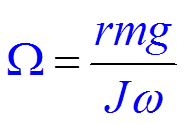 Ω = rmg / Jω